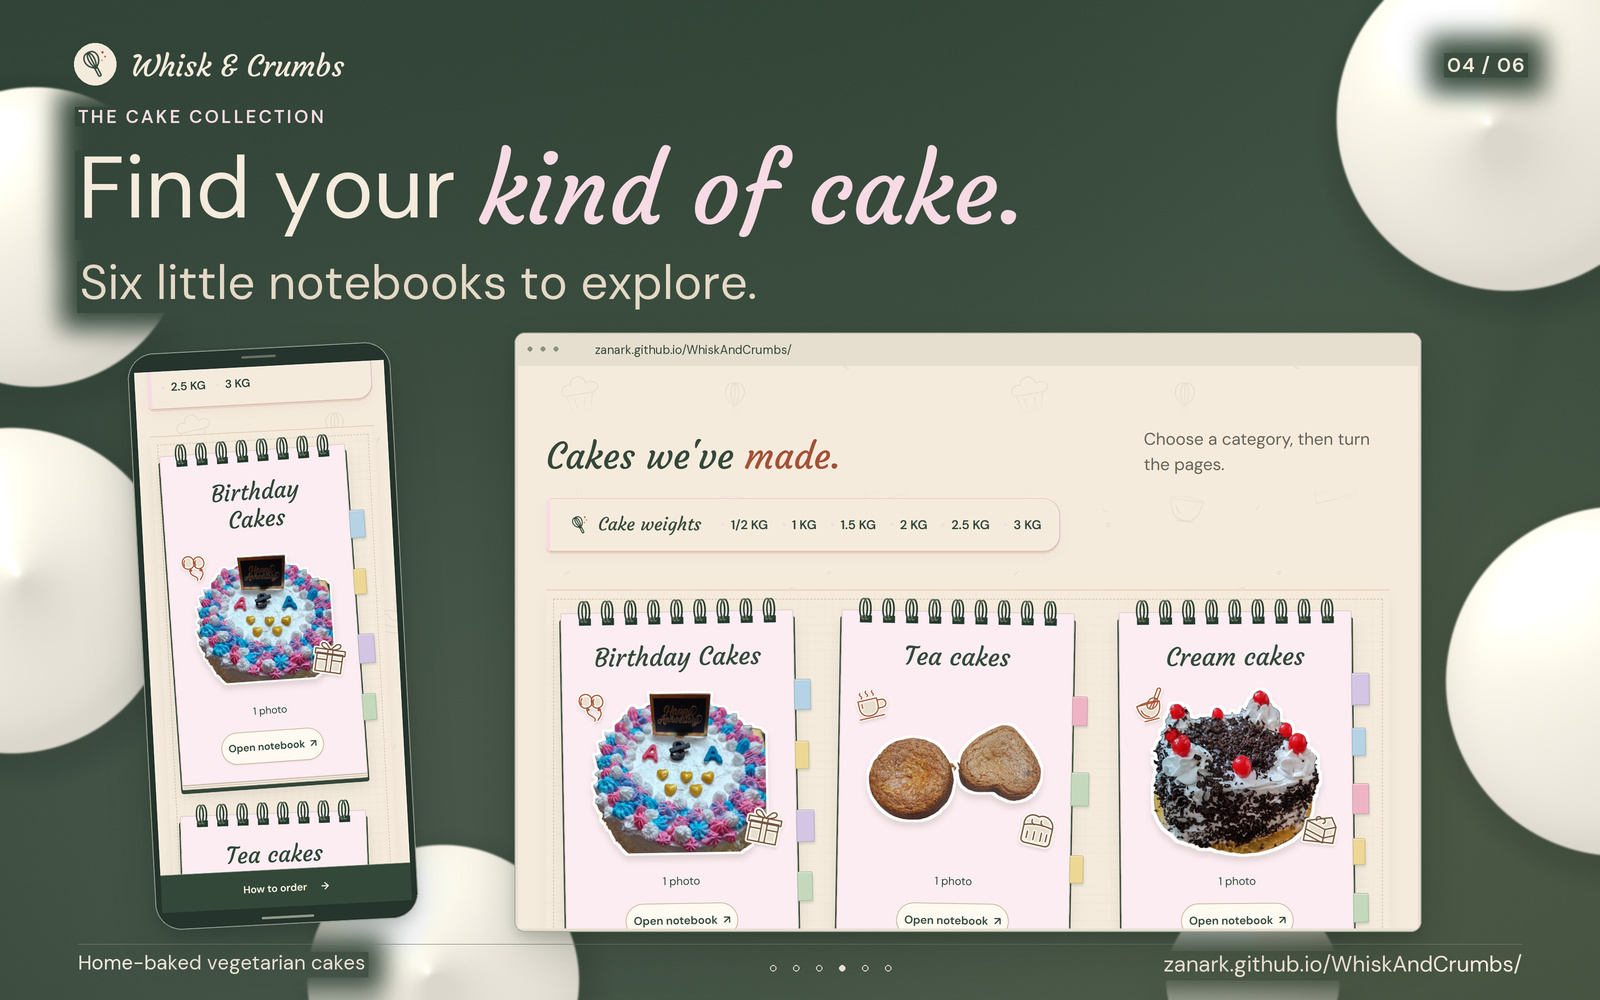 Whisk & Crumbs
04 / 06
THE CAKE COLLECTION
Find your kind of cake.
Six little notebooks to explore.
2.5 KG 3 KG
Birthday
Cakes
A & A
1 photo
Open notebook ↗
Tea cakes
How to order →
zanark.github.io/WhiskAndCrumbs/
Cakes we've made.
Choose a category, then turn
the pages.
Cake weights 1/2 KG 1 KG 1.5 KG 2 KG 2.5 KG 3 KG
Birthday Cakes
A & A
1 photo
Open notebook ↗
Tea cakes
1 photo
Open notebook ↗
Cream cakes
1 photo
Open notebook ↗
Home-baked vegetarian cakes
zanark.github.io/WhiskAndCrumbs/